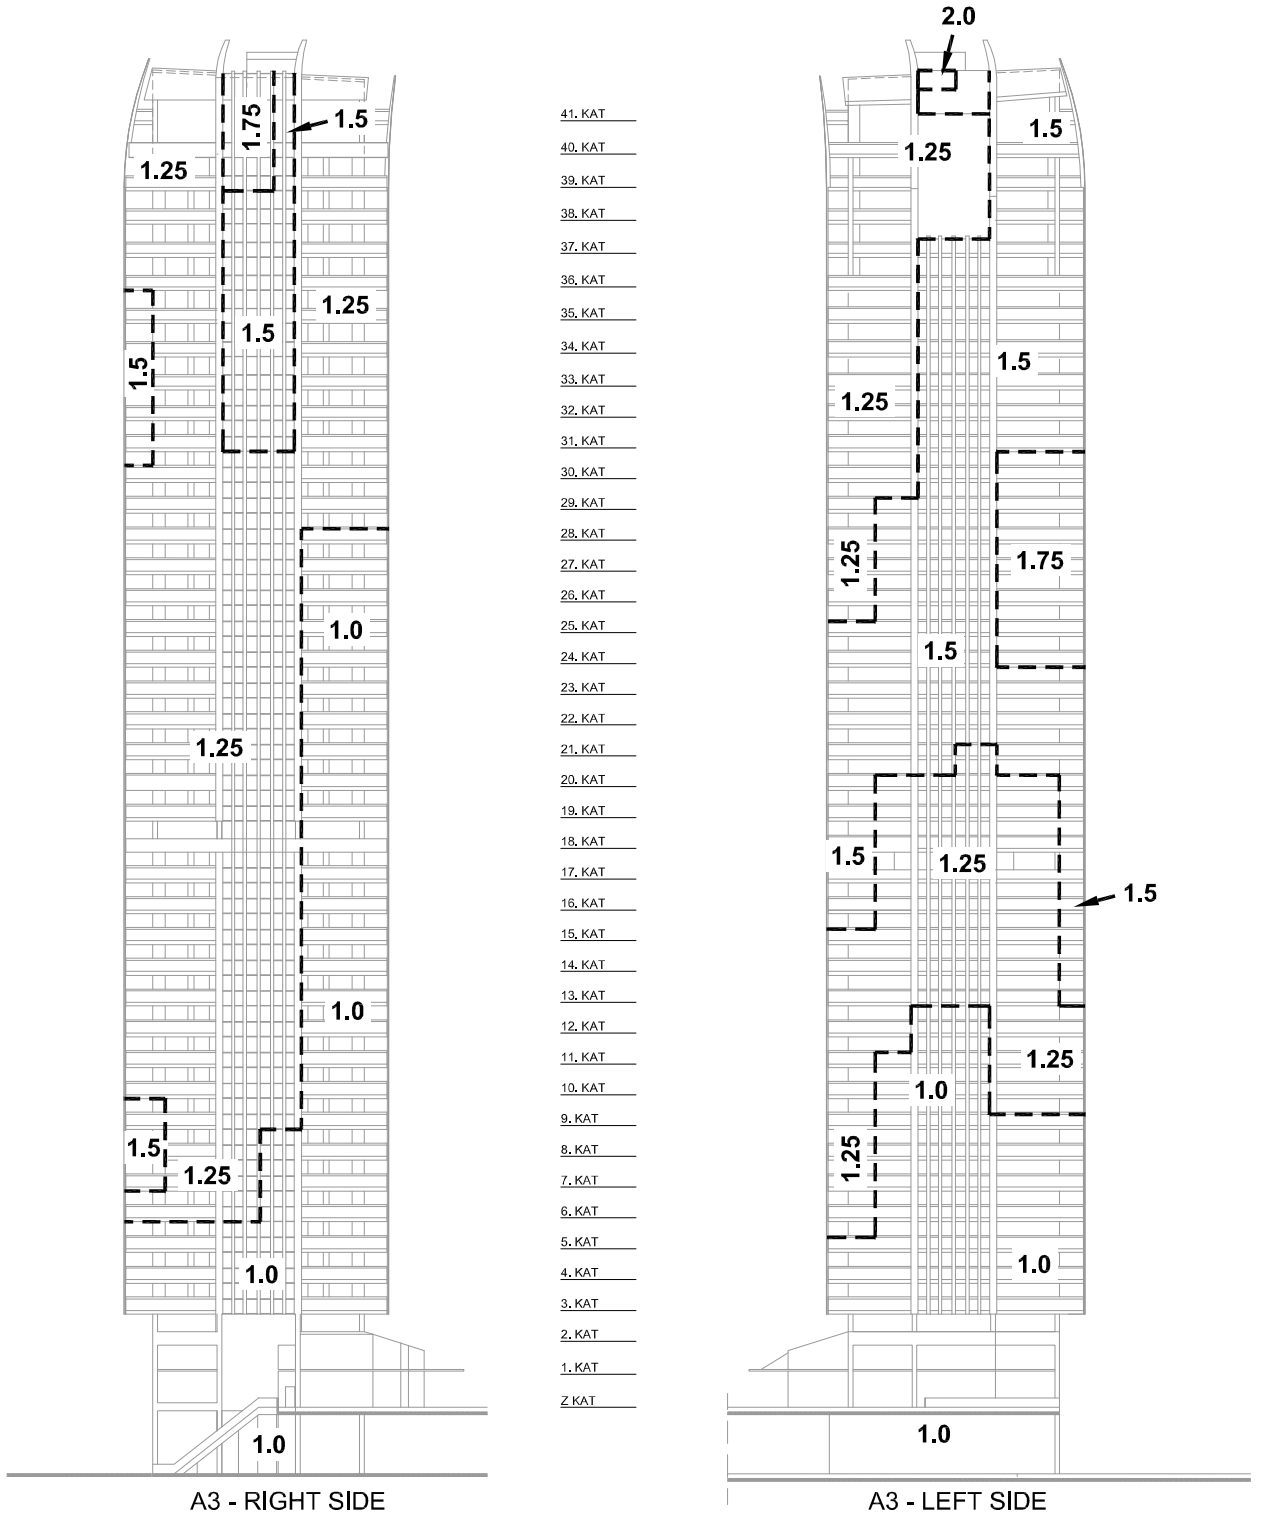 2.0
1.75
1.5
1.25
1.5
1.25
1.25
1.5
1.5
1.5
1.25
1.25
1.75
1.0
1.5
1.25
1.5
1.25
1.5
1.0
1.25
1.0
1.5
1.25
1.25
1.0
1.0
1.0
1.0
41. KAT
40. KAT
39. KAT
38. KAT
37. KAT
36. KAT
35. KAT
34. KAT
33. KAT
32. KAT
31. KAT
30. KAT
29. KAT
28. KAT
27. KAT
26. KAT
25. KAT
24. KAT
23. KAT
22. KAT
21. KAT
20. KAT
19. KAT
18. KAT
17. KAT
16. KAT
15. KAT
14. KAT
13. KAT
12. KAT
11. KAT
10. KAT
9. KAT
8. KAT
7. KAT
6. KAT
5. KAT
4. KAT
3. KAT
2. KAT
1. KAT
Z KAT
A3 - RIGHT SIDE
A3 - LEFT SIDE